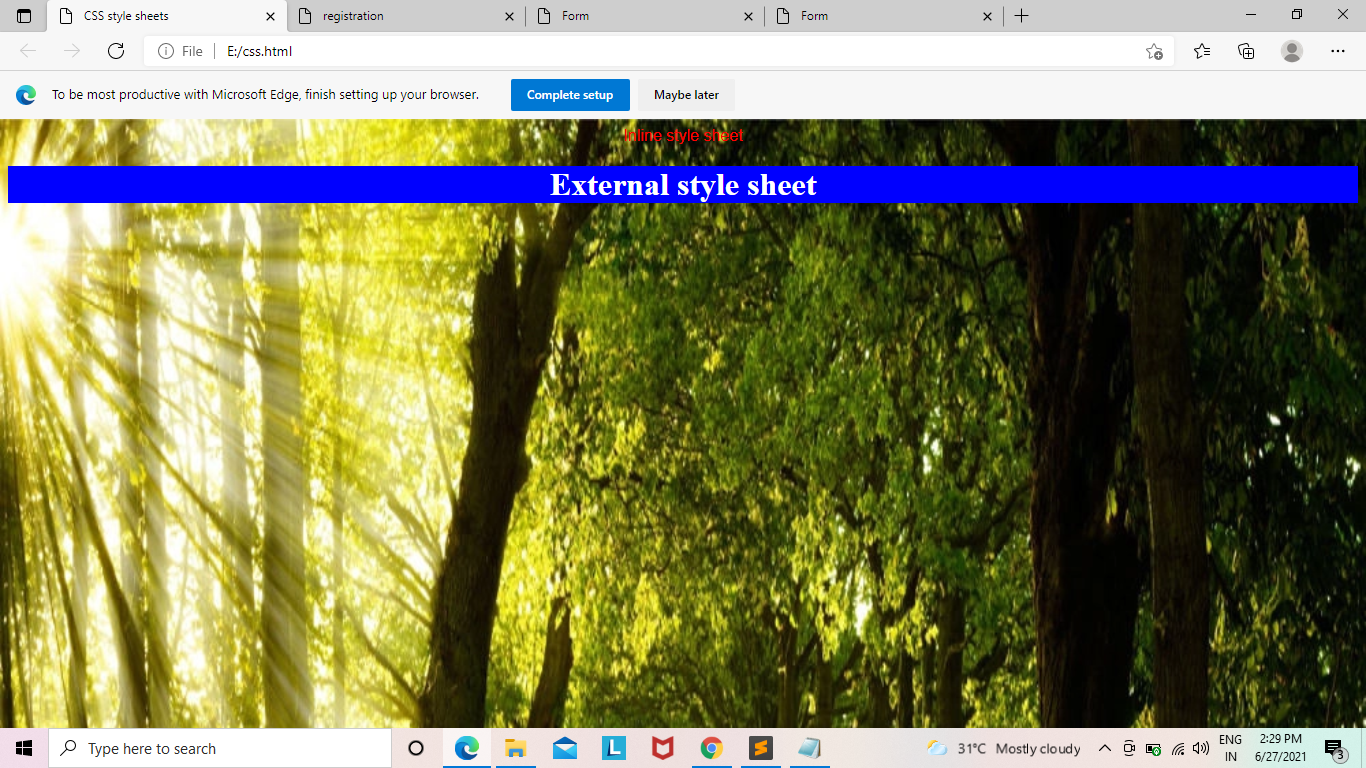 CSS style sheets
registration
Form
Form
File
E:/css.html
To be most productive with Microsoft Edge, finish setting up your browser.
Complete setup
Maybe later
Inline style sheet
External style sheet
Type here to search
L
31°C Mostly cloudy
ENG
IN
2:29 PM
6/27/2021
3